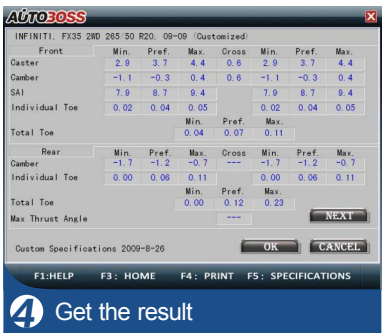 AUTOBOSS
INFINITI. FX35 2WD 265/50 R20. 09-09 (Customized)
Front Min. Pref. Max. Cross Min. Pref. Max.
Caster 2.9 3.7 4.4 0.6 2.9 3.7 4.4
Camber -1.1 -0.3 0.4 0.6 -1.1 -0.3 0.4
SAI 7.9 8.7 9.4 7.9 8.7 9.4
Individual Toe 0.02 0.04 0.05 0.02 0.04 0.05
Min. Pref. Max.
Total Toe 0.04 0.07 0.11
Rear Min. Pref. Max. Cross Min. Pref. Max.
Camber -1.7 -1.2 -0.7 --- -1.7 -1.2 -0.7
Individual Toe 0.00 0.06 0.11 0.00 0.06 0.11
Min. Pref. Max.
Total Toe 0.00 0.12 0.23
Max Thrust Angle --- NEXT
Custom Specifications 2009-8-26 OK CANCEL
F1:HELP F3: HOME F4: PRINT F5: SPECIFICATIONS
4 Get the result